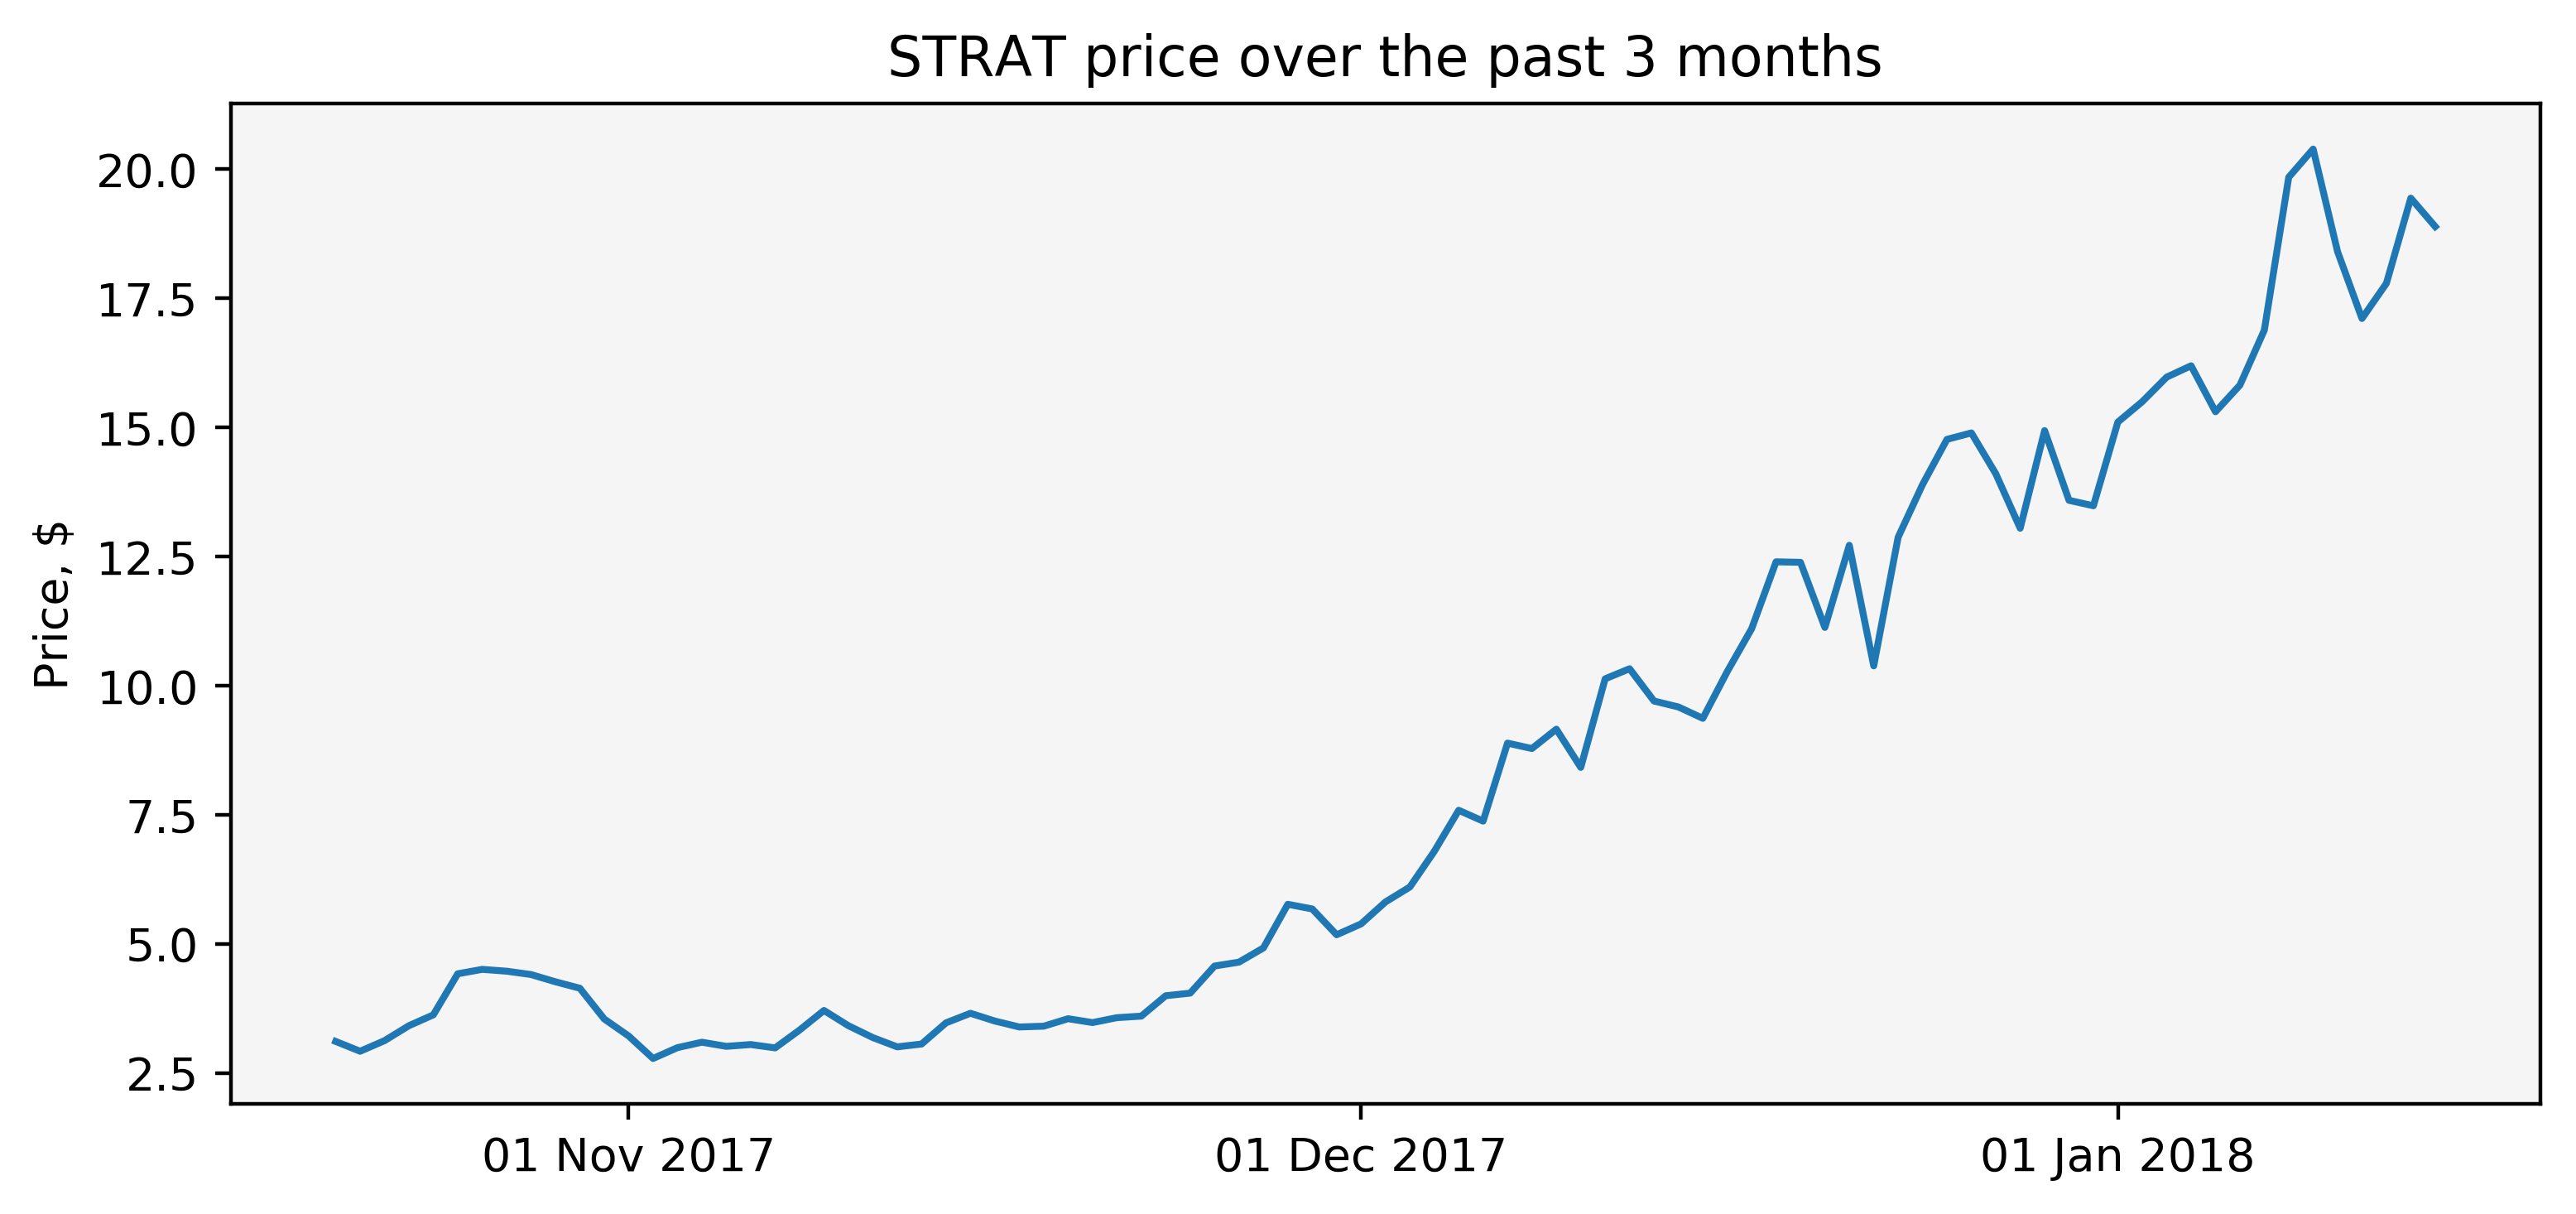 STRAT price over the past 3 months
20.0
17.5
15.0
12.5
10.0
7.5
5.0
2.5
Price, $
01 Nov 2017
01 Dec 2017
01 Jan 2018